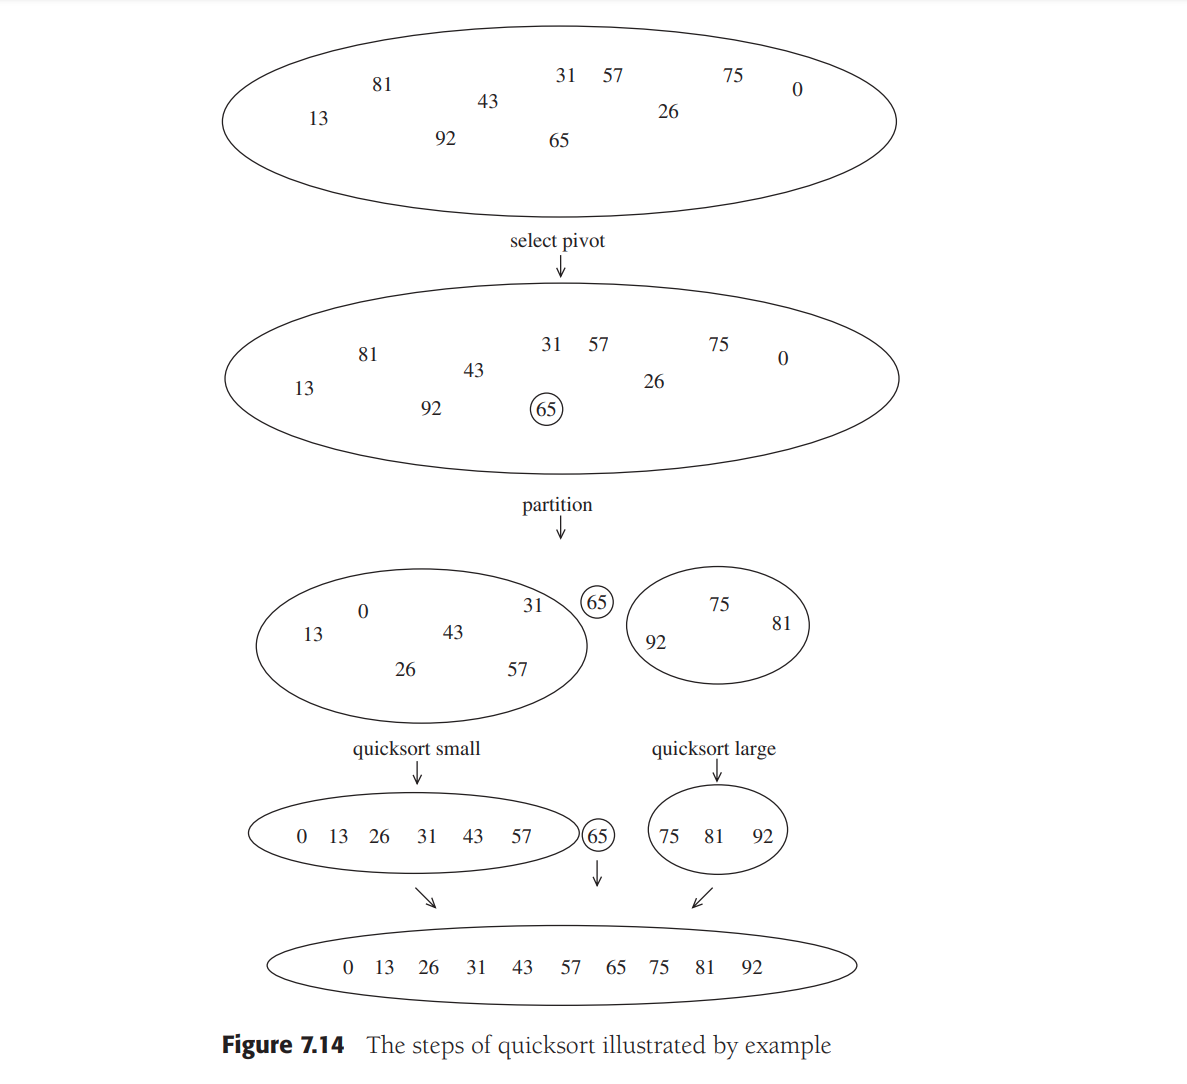 31 57 75
81 0
43 26
13
92 65
select pivot
31 57 75
81 0
43 26
13
92 65
partition
31 65 75
0 81
13 43 92
26 57
quicksort small quicksort large
0 13 26 31 43 57 65 75 81 92
0 13 26 31 43 57 65 75 81 92
Figure 7.14 The steps of quicksort illustrated by example